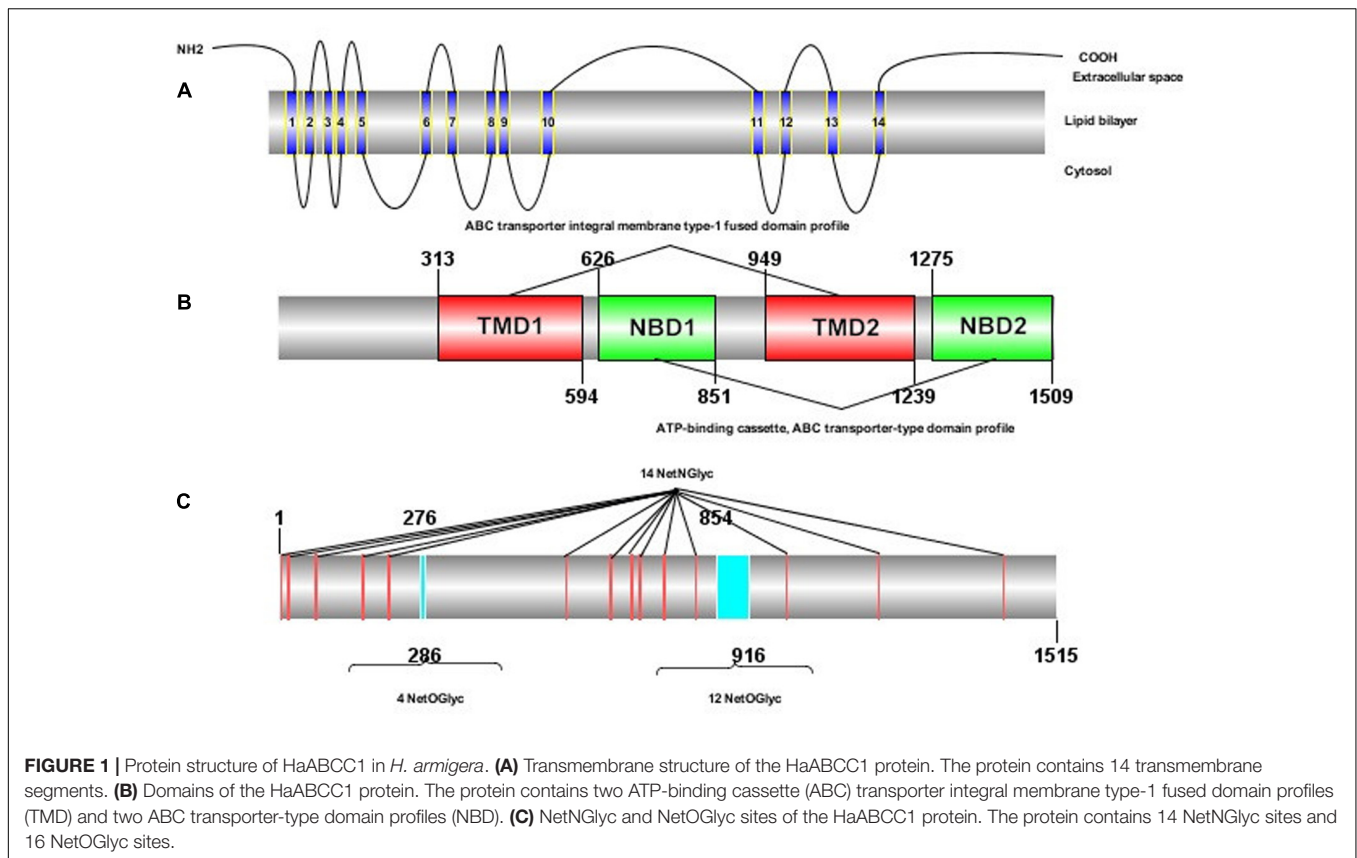 NH2
COOH
Extracellular space
A
1 2 3 4 5 6 7 8 9 10 11 12 13 14
Lipid bilayer
Cytosol
ABC transporter integral membrane type-1 fused domain profile
313 626 949 1275
B
TMD1 NBD1 TMD2 NBD2
594 851 1239 1509
ATP-binding cassette, ABC transporter-type domain profile
14 NetNGlyc
C
1 276 854
286 916 1515
4 NetOGlyc 12 NetOGlyc
FIGURE 1 | Protein structure of HaABCC1 in H. armigera. (A) Transmembrane structure of the HaABCC1 protein. The protein contains 14 transmembrane
segments. (B) Domains of the HaABCC1 protein. The protein contains two ATP-binding cassette (ABC) transporter integral membrane type-1 fused domain profiles
(TMD) and two ABC transporter-type domain profiles (NBD). (C) NetNGlyc and NetOGlyc sites of the HaABCC1 protein. The protein contains 14 NetNGlyc sites and
16 NetOGlyc sites.